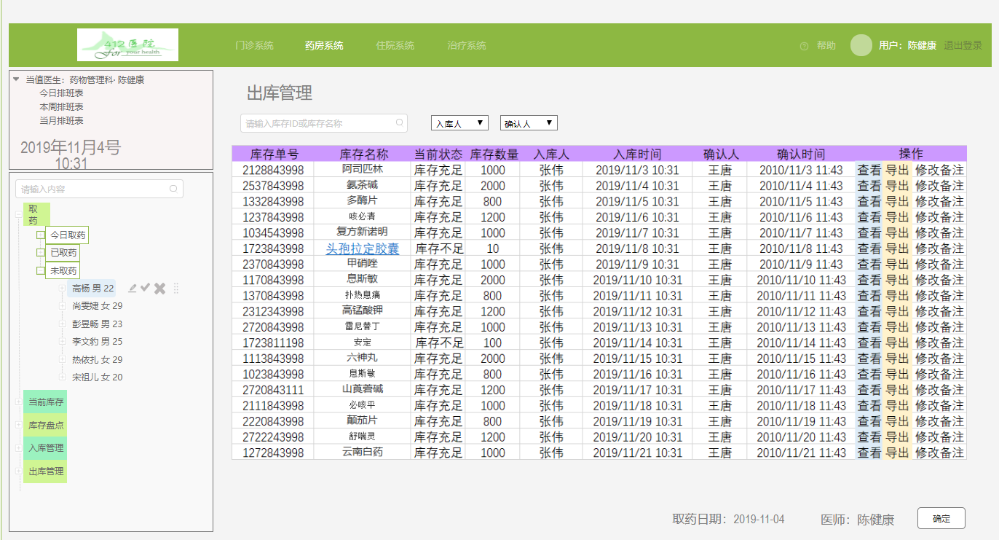 412 医院
For your health
门诊系统 药房系统 住院系统 治疗系统
帮助 用户：陈健康 退出登录
当值医生：药物管理科· 陈健康
今日排班表
本周排班表
当月排班表
2019年11月4号
10:31
请输入内容
取药
今日取药
已取药
未取药
高杨 男 22
尚雯婕 女 29
彭昱畅 男 23
李文豹 男 25
热依扎 女 29
宋祖儿 女 20
当前库存
库存盘点
入库管理
出库管理
出库管理
请输入库存ID或库存名称 入库人 确认人
库存单号 库存名称 当前状态 库存数量 入库人 入库时间 确认人 确认时间 操作
2128843998 阿司匹林 库存充足 1000 张伟 2019/11/3 10:31 王唐 2010/11/3 11:43 查看 导出 修改备注
2537843998 氨茶碱 库存充足 2000 张伟 2019/11/4 10:31 王唐 2010/11/4 11:43 查看 导出 修改备注
1332843998 多酶片 库存充足 800 张伟 2019/11/5 10:31 王唐 2010/11/5 11:43 查看 导出 修改备注
1237843998 咳必清 库存充足 1200 张伟 2019/11/6 10:31 王唐 2010/11/6 11:43 查看 导出 修改备注
1034543998 复方新诺明 库存充足 1000 张伟 2019/11/7 10:31 王唐 2010/11/7 11:43 查看 导出 修改备注
1723843998 头孢拉定胶囊 库存不足 10 张伟 2019/11/8 10:31 王唐 2010/11/8 11:43 查看 导出 修改备注
2370843998 甲硝唑 库存充足 1000 张伟 2019/11/9 10:31 王唐 2010/11/9 11:43 查看 导出 修改备注
1170843998 息斯敏 库存充足 2000 张伟 2019/11/10 10:31 王唐 2010/11/10 11:43 查看 导出 修改备注
1370843998 扑热息痛 库存充足 800 张伟 2019/11/11 10:31 王唐 2010/11/11 11:43 查看 导出 修改备注
2312343998 高锰酸钾 库存充足 1200 张伟 2019/11/12 10:31 王唐 2010/11/12 11:43 查看 导出 修改备注
2720843998 雷尼替丁 库存充足 1000 张伟 2019/11/13 10:31 王唐 2010/11/13 11:43 查看 导出 修改备注
1723811198 安定 库存不足 100 张伟 2019/11/14 10:31 王唐 2010/11/14 11:43 查看 导出 修改备注
1113843998 六神丸 库存充足 2000 张伟 2019/11/15 10:31 王唐 2010/11/15 11:43 查看 导出 修改备注
1023843998 息斯敏 库存充足 800 张伟 2019/11/16 10:31 王唐 2010/11/16 11:43 查看 导出 修改备注
2720843111 山莨菪碱 库存充足 1200 张伟 2019/11/17 10:31 王唐 2010/11/17 11:43 查看 导出 修改备注
2111843998 必咳平 库存充足 1000 张伟 2019/11/18 10:31 王唐 2010/11/18 11:43 查看 导出 修改备注
2220843998 颠茄片 库存充足 800 张伟 2019/11/19 10:31 王唐 2010/11/19 11:43 查看 导出 修改备注
2722243998 舒喘灵 库存充足 1200 张伟 2019/11/20 10:31 王唐 2010/11/20 11:43 查看 导出 修改备注
1272843998 云南白药 库存充足 1000 张伟 2019/11/21 10:31 王唐 2010/11/21 11:43 查看 导出 修改备注
取药日期：2019-11-04 医师：陈健康 确定